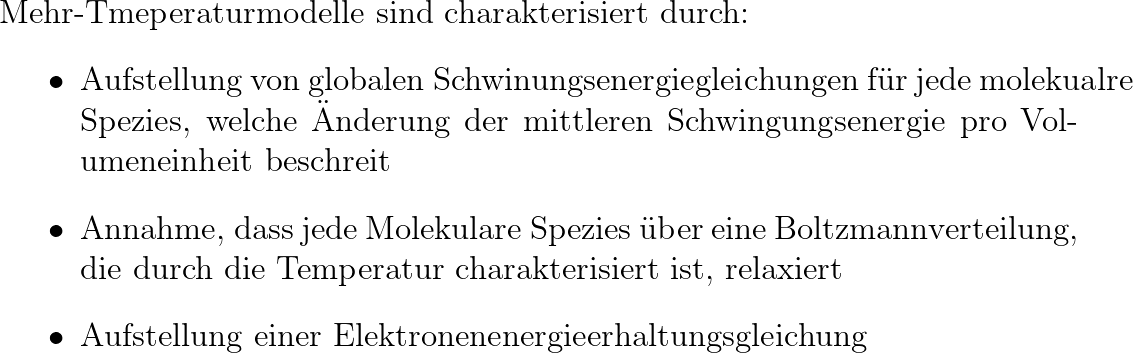 Mehr-Tmeperaturmodelle sind charakterisiert durch:
• Aufstellung von globalen Schwinungsenergiegleichungen für jede molekualre
Spezies, welche Änderung der mittleren Schwingungsenergie pro Vol-
umeneinheit beschreit
• Annahme, dass jede Molekulare Spezies über eine Boltzmannverteilung,
die durch die Temperatur charakterisiert ist, relaxiert
• Aufstellung einer Elektronenenergieerhaltungsgleichung